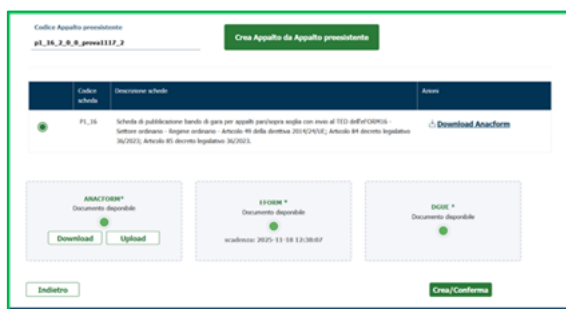 Codice Appalto preesistente
p1_16_2_0_0_prova1117_2
Crea Appalto da Appalto preesistente
Codice scheda
Descrizione schede
Azioni
P1_16
Scheda di pubblicazione bando di gara per appalti pari/sopra soglia con invio al TED dell'eFORM16 -
Settore ordinario - Regime ordinario - Articolo 49 della direttiva 2014/24/UE; Articolo 84 decreto legislativo
36/2023; Articolo 85 decreto legislativo 36/2023.
Download Anacform
ANACFORM*
Documento disponibile
Download
Upload
EFORM *
Documento disponibile
scadenza: 2025-11-18 12:38:07
DGUE *
Documento disponibile
Indietro
Crea/Conferma